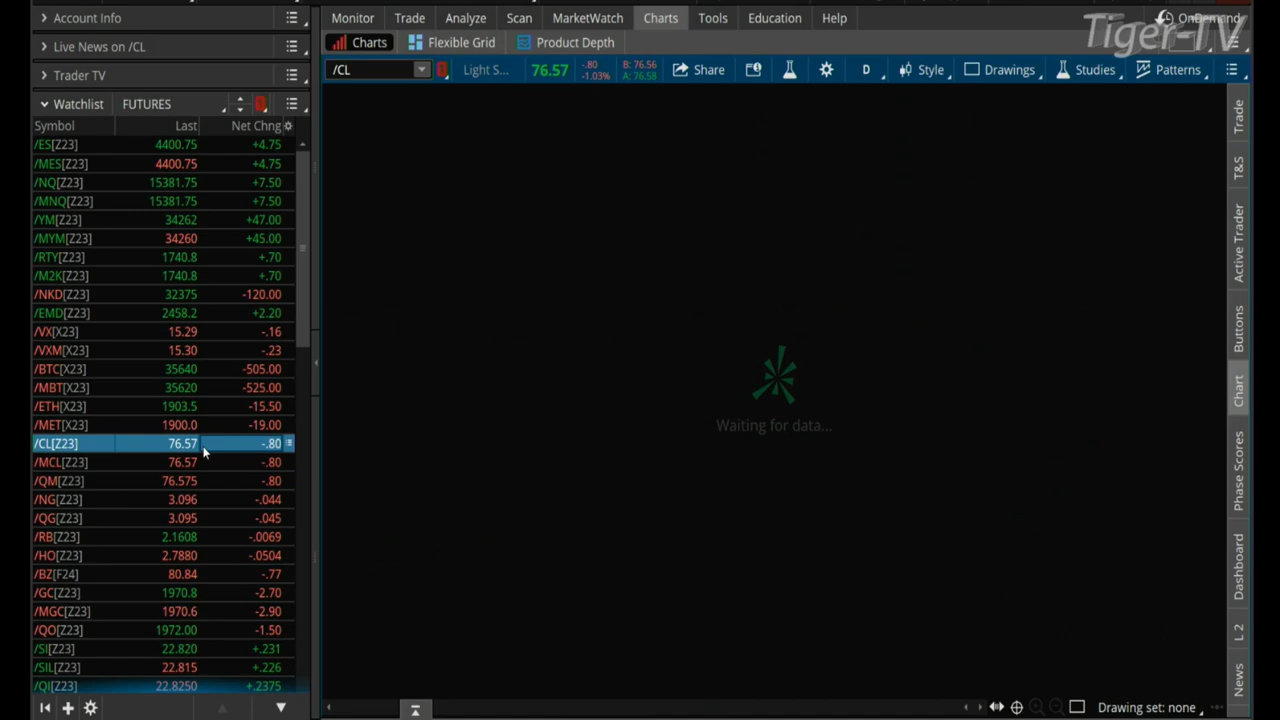 Account Info
Live News on /CL
Trader TV
Watchlist FUTURES
Symbol Last Net Chng
/ES[Z23] 4400.75 +4.75
/MES[Z23] 4400.75 +4.75
/NQ[Z23] 15381.75 +7.50
/MNQ[Z23] 15381.75 +7.50
/YM[Z23] 34262 +47.00
/MYM[Z23] 34260 +45.00
/RTY[Z23] 1740.8 +.70
/M2K[Z23] 1740.8 +.70
/NKD[Z23] 32375 -120.00
/EMD[Z23] 2458.2 +2.20
/VX[X23] 15.29 -.16
/VXM[X23] 15.30 -.23
/BTC[X23] 35640 -505.00
/MBT[X23] 35620 -525.00
/ETH[X23] 1903.5 -15.50
/MET[X23] 1900.0 -19.00
/CL[Z23] 76.57 -.80
/MCL[Z23] 76.57 -.80
/QM[Z23] 76.575 -.80
/NG[Z23] 3.096 -.044
/QG[Z23] 3.095 -.045
/RB[Z23] 2.1608 -.0069
/HO[Z23] 2.7880 -.0504
/BZ[F24] 80.84 -.77
/GC[Z23] 1970.8 -2.70
/MGC[Z23] 1970.6 -2.90
/QO[Z23] 1972.00 -1.50
/SI[Z23] 22.820 +.231
/SIL[Z23] 22.815 +.226
/QI[Z23] 22.8250 +.2375
Monitor Trade Analyze Scan MarketWatch Charts Tools Education Help
OnDemand
Tiger-TV
Charts Flexible Grid Product Depth
/CL Light S... 76.57 -.80 -1.03% B: 76.56 A: 76.58 Share D Style Drawings Studies Patterns
Waiting for data...
Trade
T&S
Active Trader
Buttons
Chart
Phase Scores
Dashboard
L 2
News
Drawing set: none